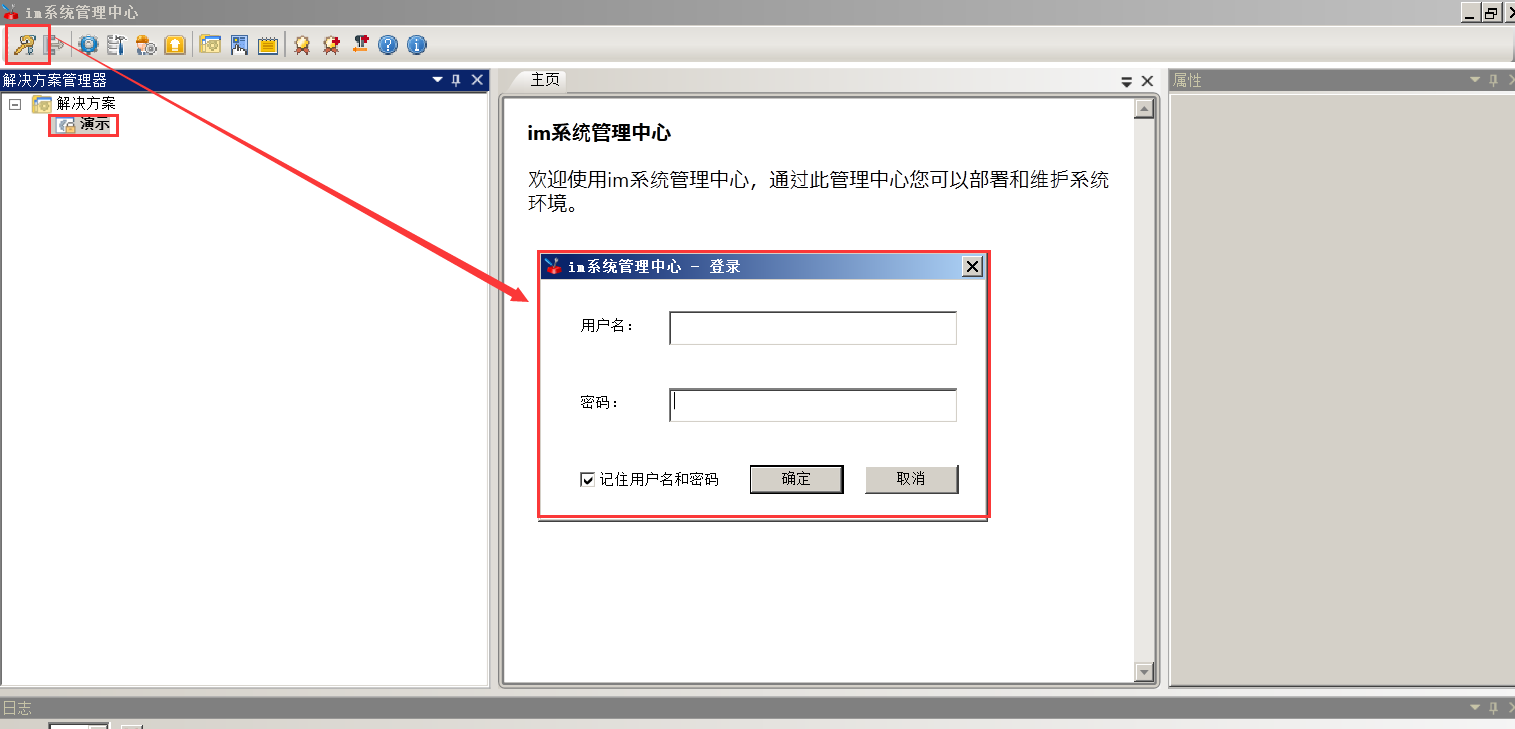 im系统管理中心
解决方案管理器
主页
属性
解决方案
演示
im系统管理中心
欢迎使用im系统管理中心，通过此管理中心您可以部署和维护系统
环境。
im系统管理中心 - 登录
用户名：
密码：
记住用户名和密码
确定
取消
日志